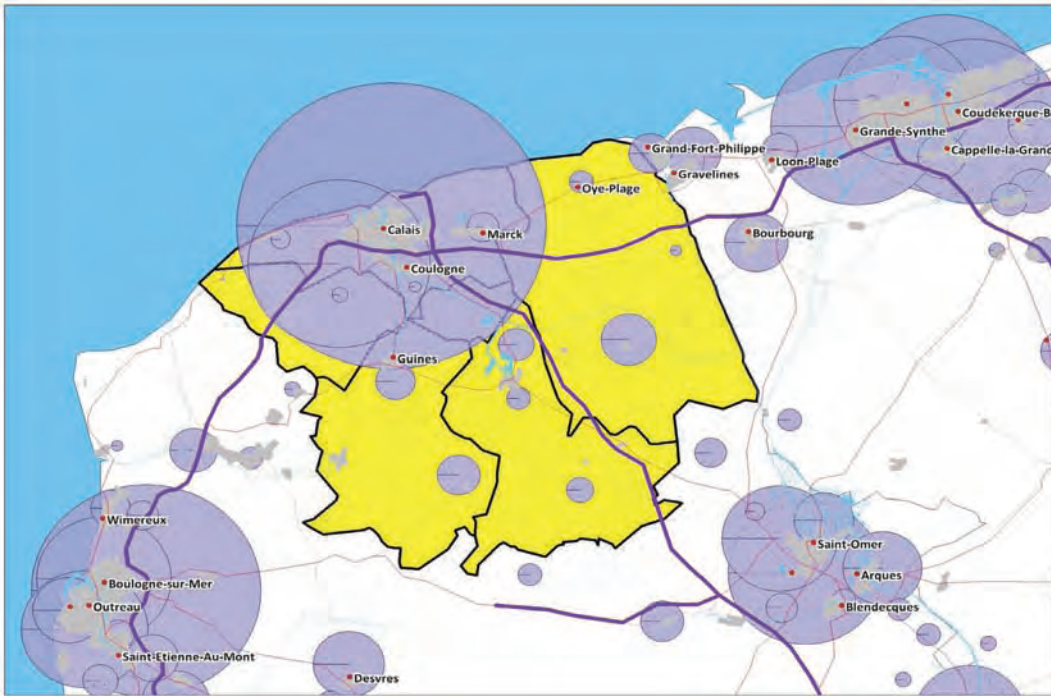 Coudekerque-B
Grande-Synthe
Cappelle-la-Grand
Grand-Fort-Philippe
Loon-Plage
Gravelines
Oye-Plage
Calais
Marck
Bourbourg
Coulogne
Guines
Wimereux
Saint-Omer
Boulogne-sur-Mer
Arques
Outreau
Blendecques
Saint-Etienne-Au-Mont
Desvres